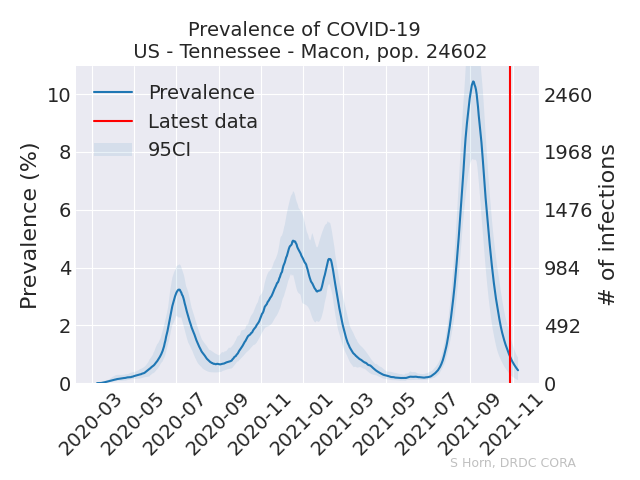 Prevalence of COVID-19
US - Tennessee - Macon, pop. 24602
Prevalence
Latest data
95CI
Prevalence (%)
10
8
6
4
2
0
2460
1968
1476
984
492
0
# of infections
2020-03
2020-05
2020-07
2020-09
2020-11
2021-01
2021-03
2021-05
2021-07
2021-09
2021-11
S Horn, DRDC CORA